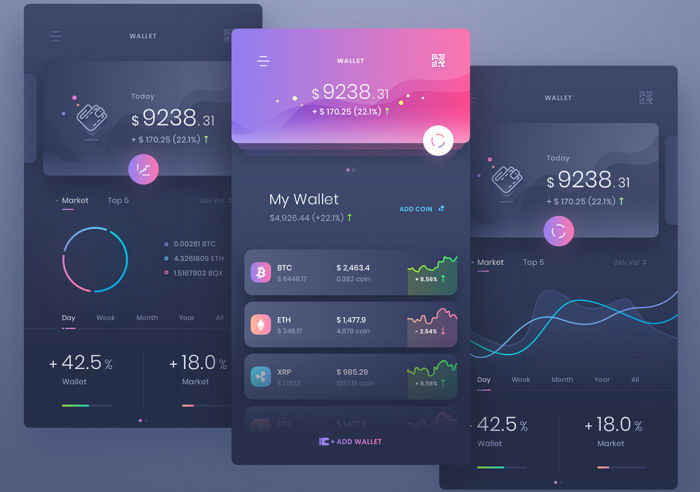 WALLET
Today
$ 9238.31
+ $ 170.25 (22.1%) ↑
Market
Top 5
24h Vol
0.00281 BTC
4.3261809 ETH
1.5167903 BQX
Day Week Month Year All
+ 42.5 % + 18.0 %
Wallet Market
WALLET
$ 9238.31
+ $ 170.25 (22.1%) ↑
My Wallet
$4,926.44 (+22.1%) ↑
ADD COIN
BTC $ 2,463.4
$ 6448.17 0.382 coin
+ 8.56% ↑
ETH $ 1,477.9
$ 348.17 4.979 coin
- 2.54% ↓
XRP $ 985.29
$ 1.0123 1037.15 coin
+ 8.56% ↑
ETH $ 1,477.9
+ ADD WALLET
WALLET
Today
$ 9238.31
+ $ 170.25 (22.1%) ↑
Market
Top 5
24h Vol
Day Week Month Year All
42.5 % + 18.0 %
Wallet Market